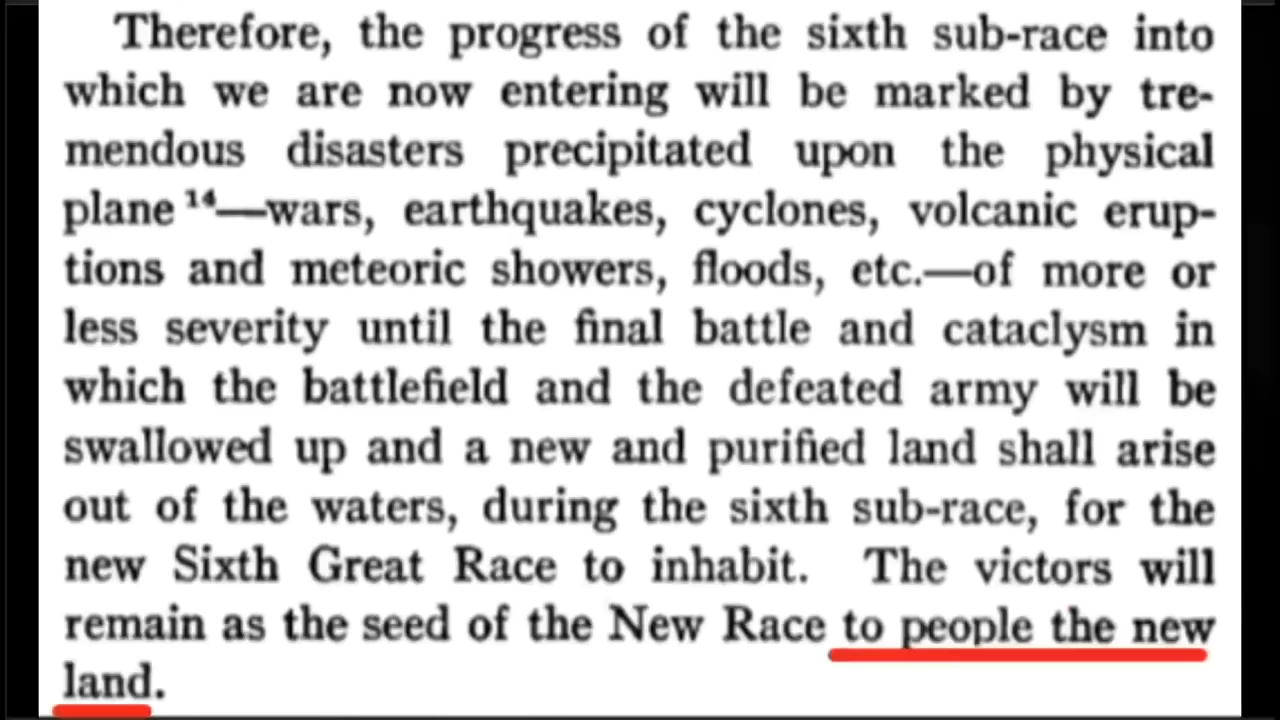 Therefore, the progress of the sixth sub-race into
which we are now entering will be marked by tre-
mendous disasters precipitated upon the physical
plane ¹⁴—wars, earthquakes, cyclones, volcanic erup-
tions and meteoric showers, floods, etc.—of more or
less severity until the final battle and cataclysm in
which the battlefield and the defeated army will be
swallowed up and a new and purified land shall arise
out of the waters, during the sixth sub-race, for the
new Sixth Great Race to inhabit. The victors will
remain as the seed of the New Race to people the new
land.